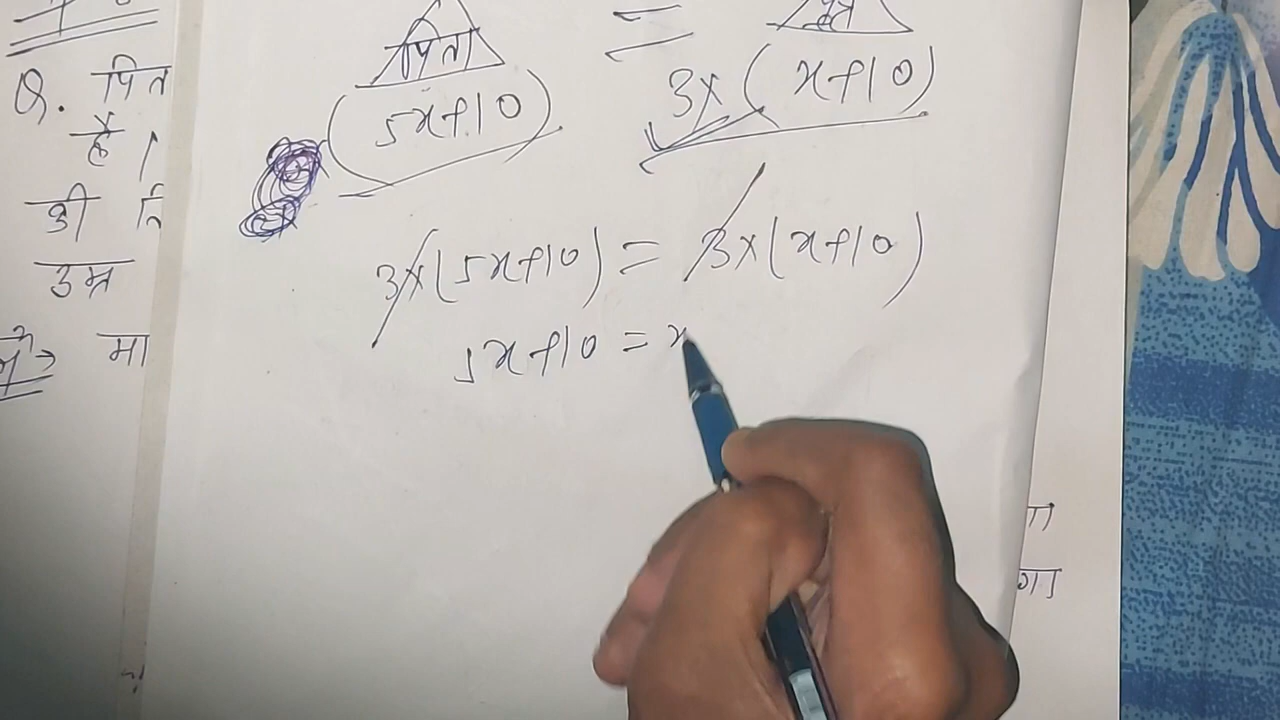 Q. पित
है।
की ति
उम्र
मा
पिता = पुत्र
(5x+10) 3x(x+10)
3x(5x+10) = 3x(x+10)
5x+10 = x